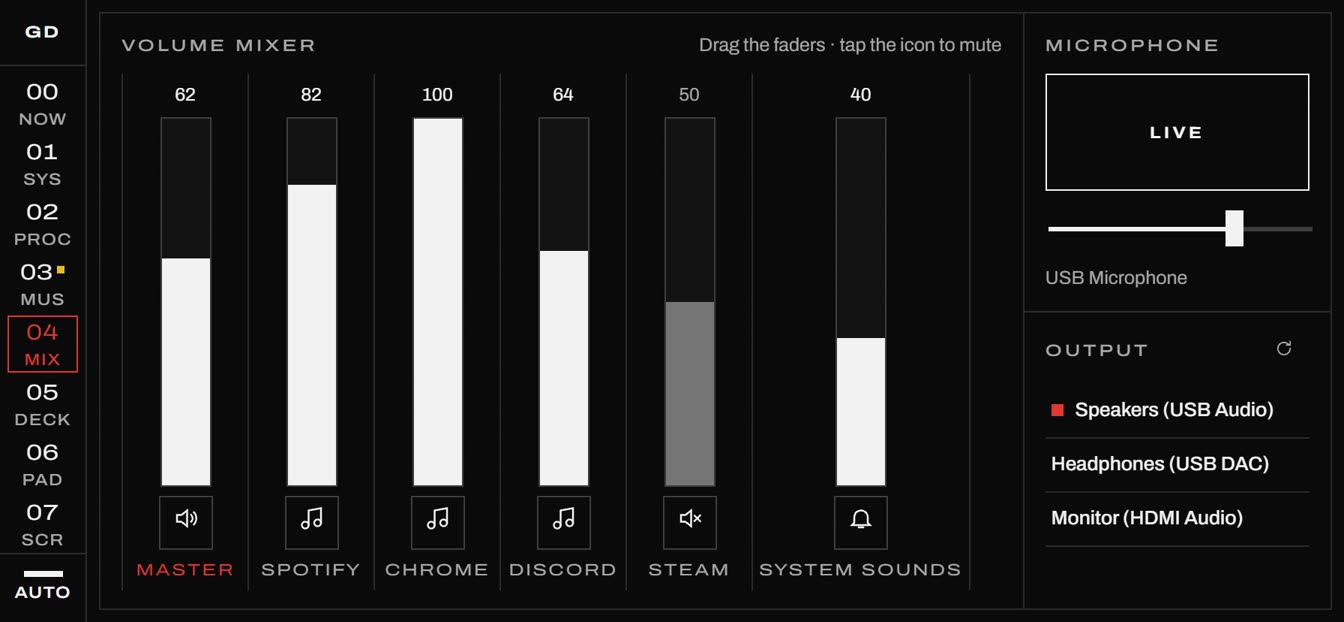 GD
00
NOW
01
SYS
02
PROC
03
MUS
04
MIX
05
DECK
06
PAD
07
SCR
AUTO
VOLUME MIXER
Drag the faders · tap the icon to mute
62 82 100 64 50 40
MASTER SPOTIFY CHROME DISCORD STEAM SYSTEM SOUNDS
MICROPHONE
LIVE
USB Microphone
OUTPUT
Speakers (USB Audio)
Headphones (USB DAC)
Monitor (HDMI Audio)